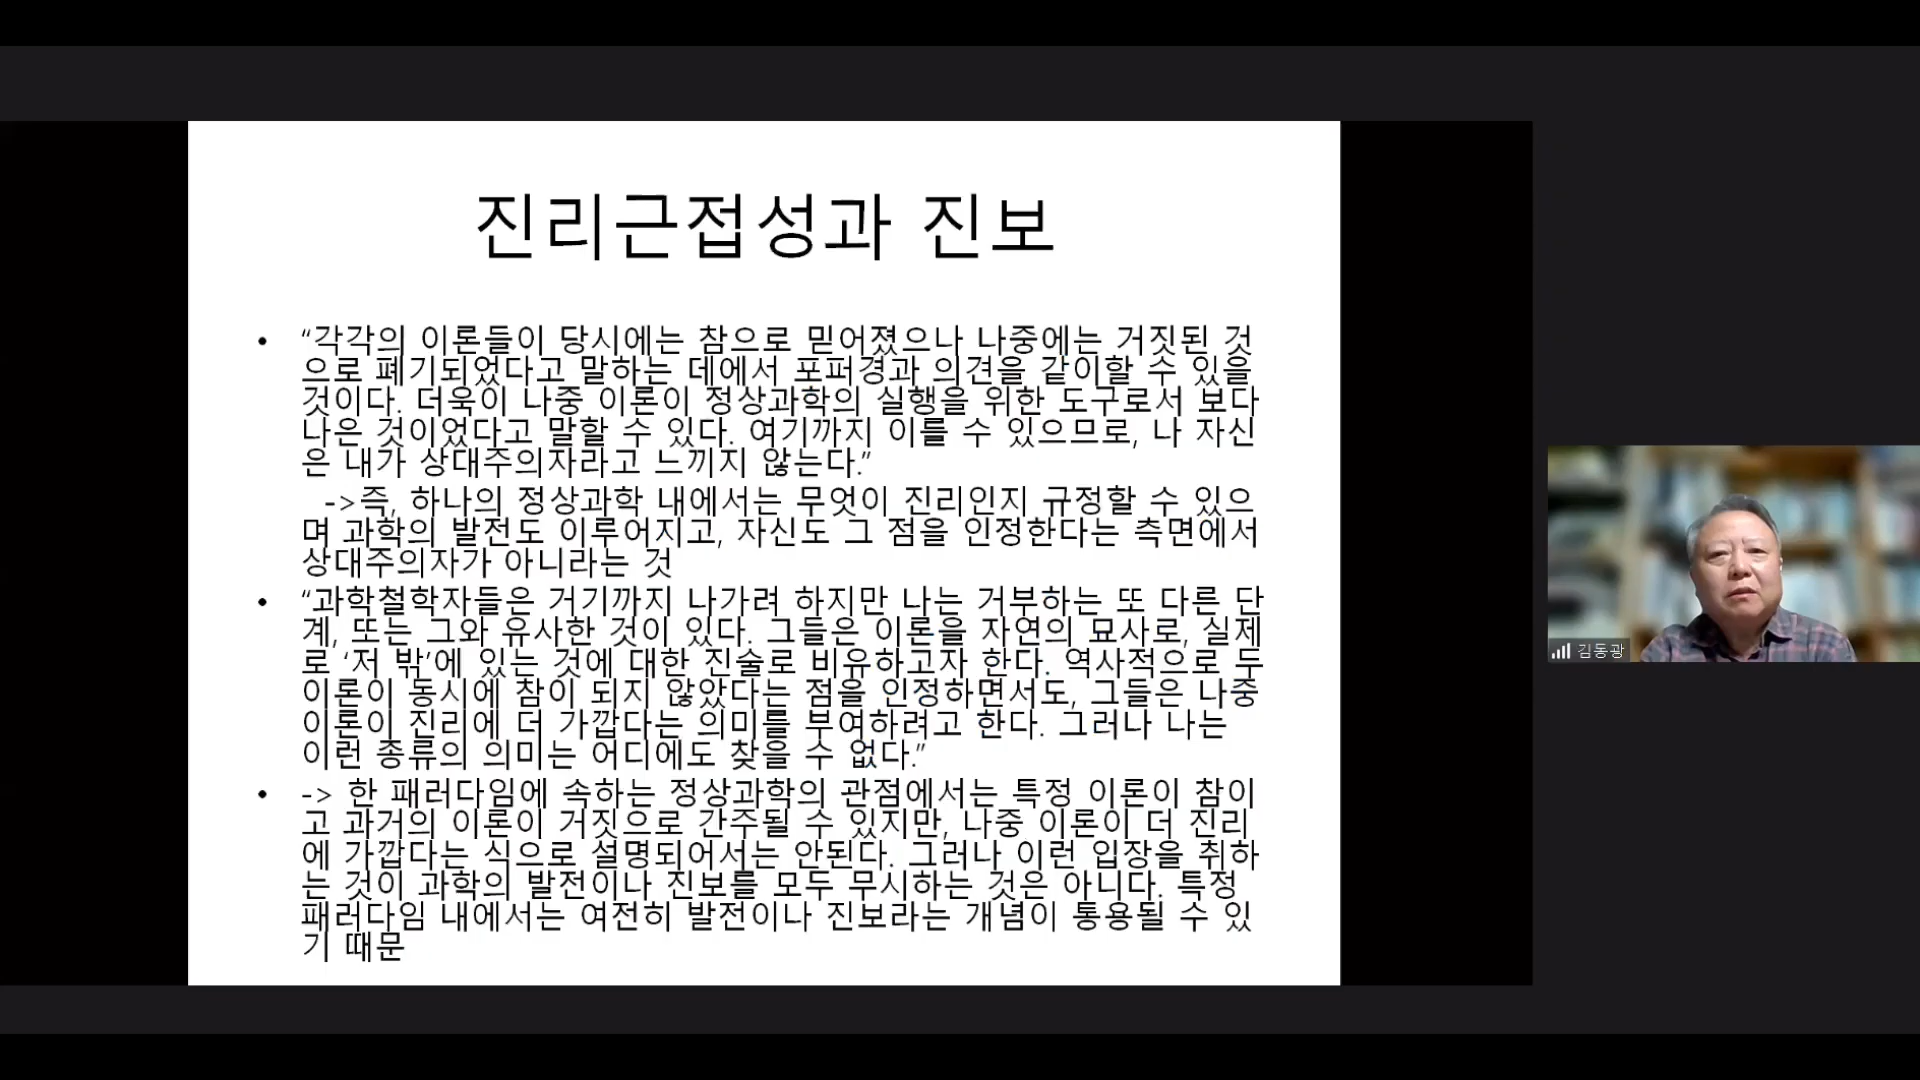 진리근접성과 진보
• “각각의 이론들이 당시에는 참으로 믿어졌으나 나중에는 거짓된 것
으로 폐기되었다고 말하는 데에서 포퍼경과 의견을 같이할 수 있을
것이다. 더욱이 나중 이론이 정상과학의 실행을 위한 도구로서 보다
나은 것이었다고 말할 수 있다. 여기까지 이를 수 있으므로, 나 자신
은 내가 상대주의자라고 느끼지 않는다.”
->즉, 하나의 정상과학 내에서는 무엇이 진리인지 규정할 수 있으
며 과학의 발전도 이루어지고, 자신도 그 점을 인정한다는 측면에서
상대주의자가 아니라는 것
• “과학철학자들은 거기까지 나가려 하지만 나는 거부하는 또 다른 단
계, 또는 그와 유사한 것이 있다. 그들은 이론을 자연의 묘사로, 실제
로 ‘저 밖’에 있는 것에 대한 진술로 비유하고자 한다. 역사적으로 두
이론이 동시에 참이 되지 않았다는 점을 인정하면서도, 그들은 나중
이론이 진리에 더 가깝다는 의미를 부여하려고 한다. 그러나 나는
이런 종류의 의미는 어디에도 찾을 수 없다.”
• -> 한 패러다임에 속하는 정상과학의 관점에서는 특정 이론이 참이
고 과거의 이론이 거짓으로 간주될 수 있지만, 나중 이론이 더 진리
에 가깝다는 식으로 설명되어서는 안된다. 그러나 이런 입장을 취하
는 것이 과학의 발전이나 진보를 모두 무시하는 것은 아니다. 특정
패러다임 내에서는 여전히 발전이나 진보라는 개념이 통용될 수 있
기 때문
김동광